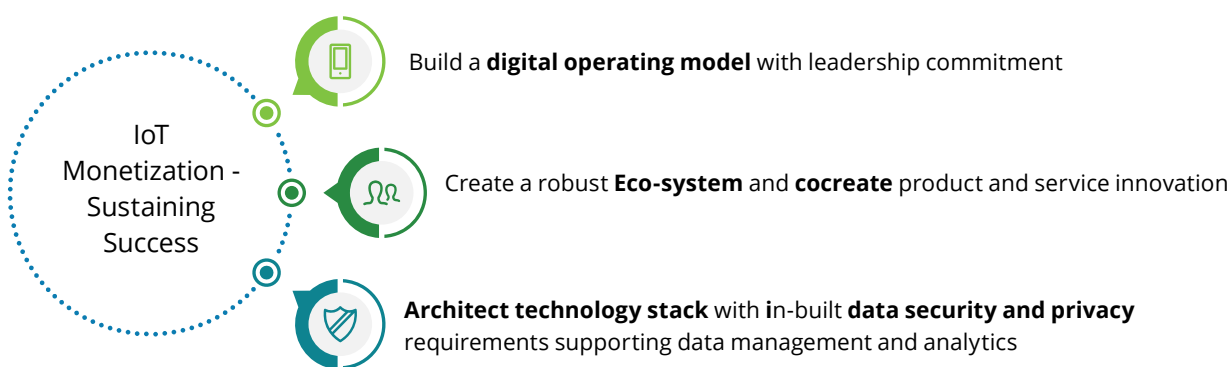 IoT
Monetization -
Sustaining
Success
Build a digital operating model with leadership commitment
Create a robust Eco-system and cocreate product and service innovation
Architect technology stack with in-built data security and privacy
requirements supporting data management and analytics